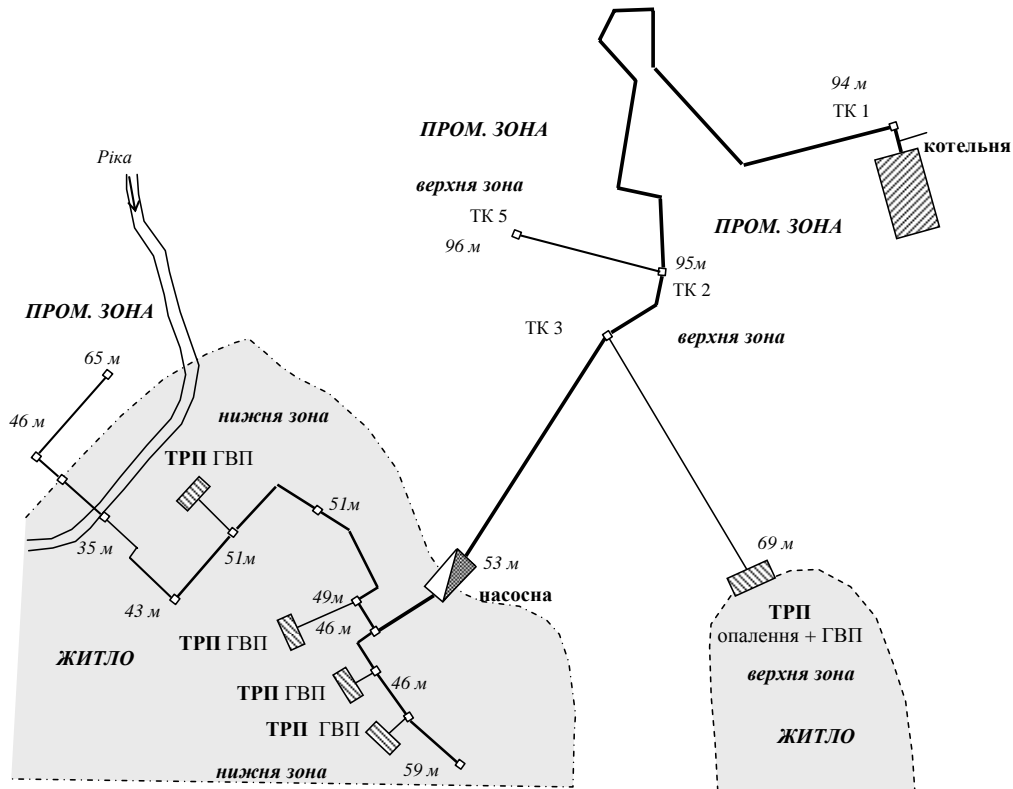 94 м
ТК 1
ПРОМ. ЗОНА
котельня
Ріка
верхня зона
ТК 5
ПРОМ. ЗОНА
96 м
95м
ТК 2
ПРОМ. ЗОНА
ТК 3
верхня зона
65 м
46 м
нижня зона
ТРП ГВП
51м
35 м
51м
53 м
69 м
насосна
49м
43 м
46 м
ТРП
ТРП ГВП
опалення + ГВП
ЖИТЛО
верхня зона
46 м
ТРП ГВП
ТРП ГВП
ЖИТЛО
нижня зона
59 м